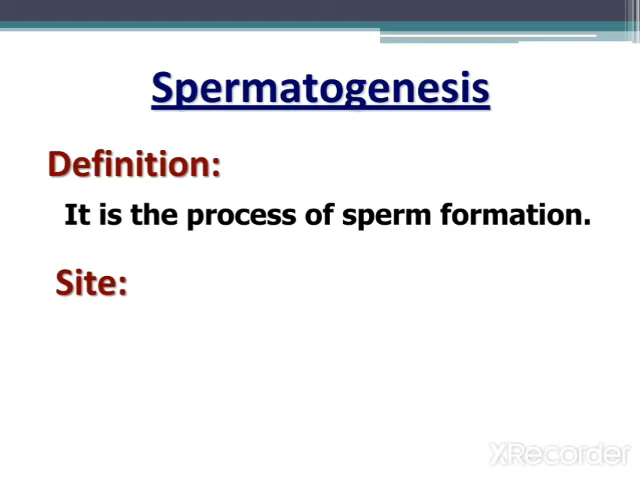 Spermatogenesis
Definition:
It is the process of sperm formation.
Site:
XRecorder